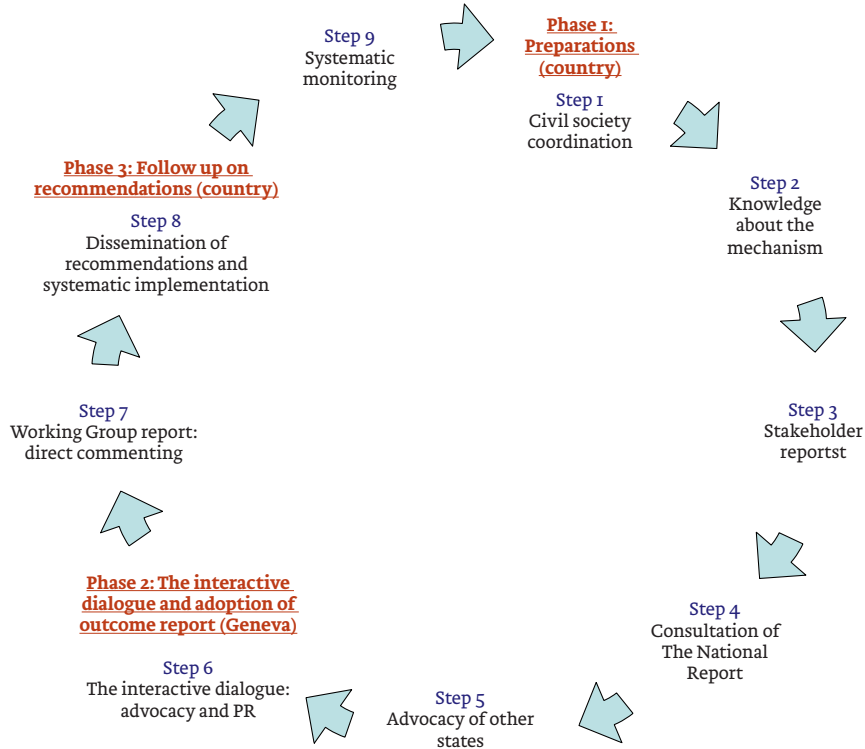 Phase 1:
Preparations
(country)
Step 1
Civil society
coordination
Step 2
Knowledge
about the
mechanism
Step 3
Stakeholder
reportst
Step 4
Consultation of
The National
Report
Step 5
Advocacy of other
states
Phase 2: The interactive
dialogue and adoption of
outcome report (Geneva)
Step 6
The interactive dialogue:
advocacy and PR
Step 7
Working Group report:
direct commenting
Phase 3: Follow up on
recommendations (country)
Step 8
Dissemination of
recommendations and
systematic implementation
Step 9
Systematic
monitoring